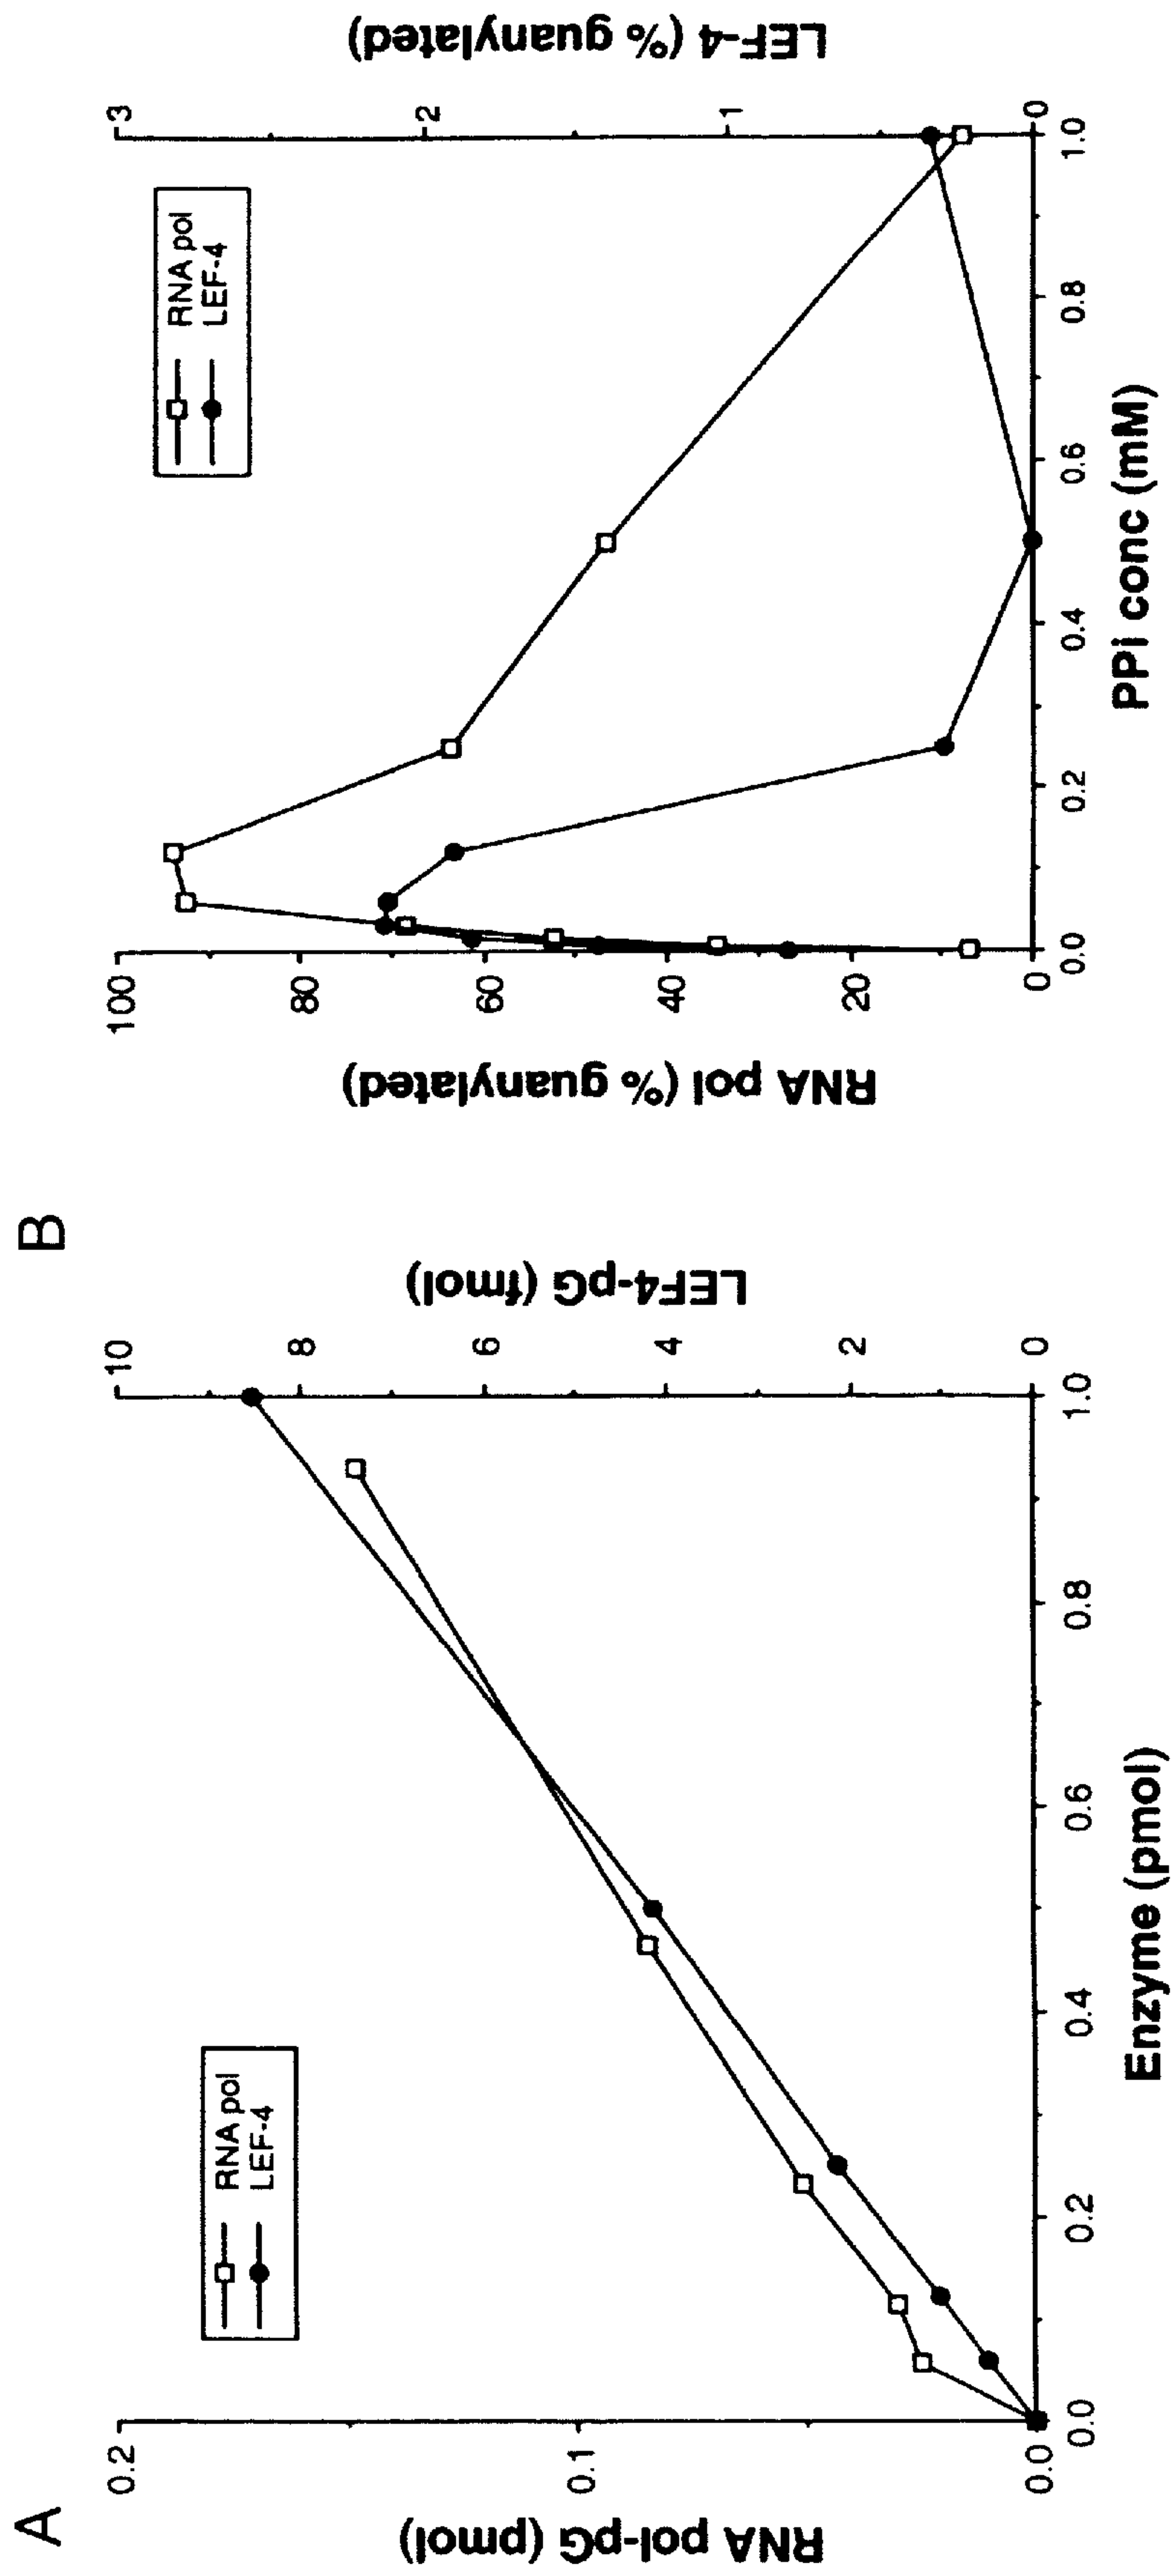 A
RNA pol
LEF-4
RNA pol-pG (pmol)
0.2
0.1
0.0
LEF4-pG (fmol)
10
8
6
4
2
0
0.0
0.2
0.4
0.6
0.8
1.0
Enzyme (pmol)
B
RNA pol
LEF-4
RNA pol (% guanylated)
100
80
60
40
20
0
LEF-4 (% guanylated)
3
2
1
0
0.0
0.2
0.4
0.6
0.8
1.0
PPi conc (mM)